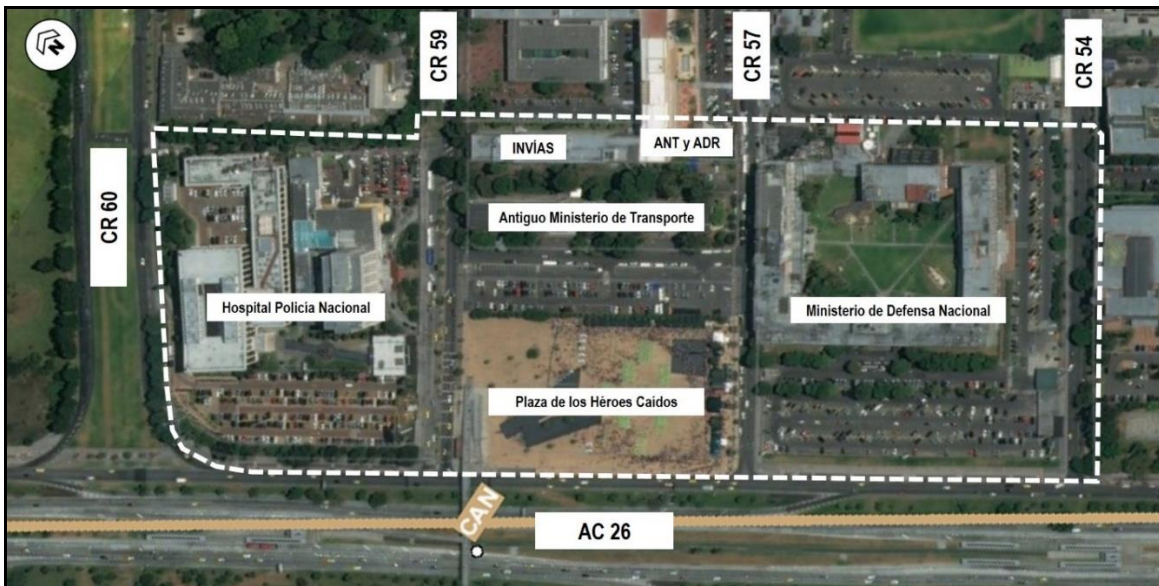 N
CR 59
CR 57
CR 54
INVÍAS
ANT y ADR
CR 60
Antiguo Ministerio de Transporte
Hospital Policía Nacional
Ministerio de Defensa Nacional
Plaza de los Héroes Caidos
CAN
AC 26